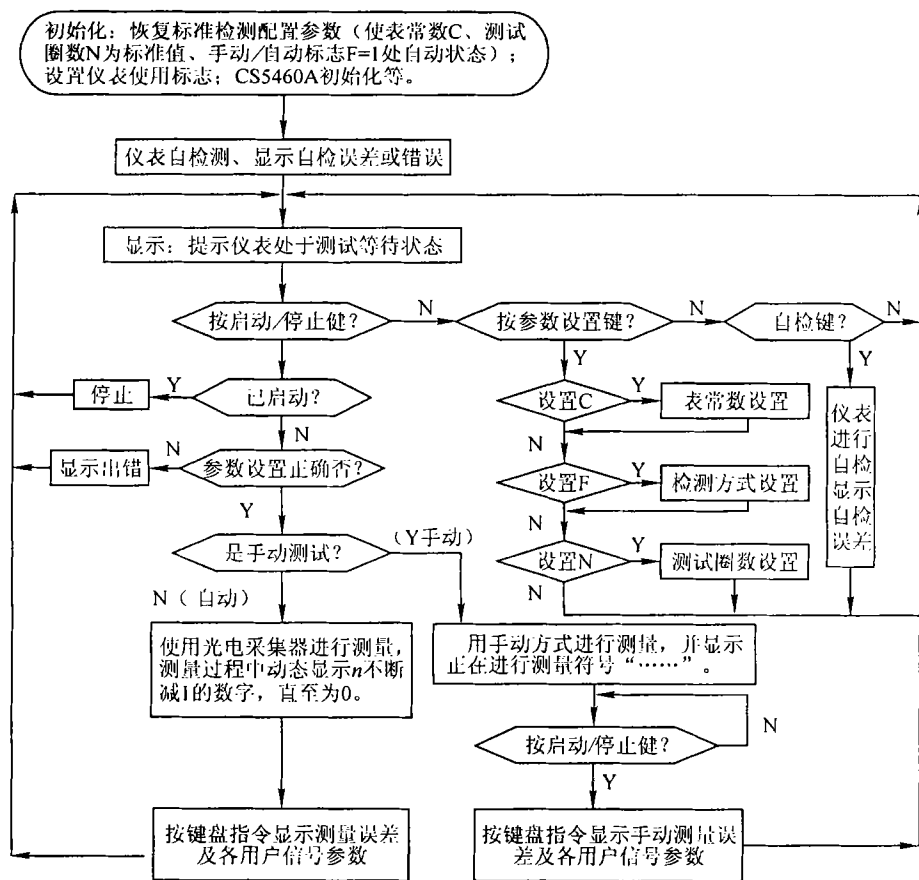 初始化：恢复标准检测配置参数（使表常数C、测试
圈数N为标准值、手动/自动标志F=1处自动状态）；
设置仪表使用标志；CS5460A初始化等。
仪表自检测、显示自检误差或错误
显示：提示仪表处于测试等待状态
按启动/停止健？
N
按参数设置键？
N
自检键？
N
Y
Y
停止
Y
已启动？
设置C
Y
表常数设置
仪表
进行
自检
显示
自检
误差
N
N
显示出错
N
参数设置正确否？
设置F
Y
检测方式设置
Y
N
是手动测试？
（Y手动）
设置N
Y
测试圈数设置
N（自动）
N
使用光电采集器进行测量，
测量过程中动态显示n不断
减1的数字，直至为0。
用手动方式进行测量，并显示
正在进行测量符号“……”。
N
按启动/停止健？
Y
按键盘指令显示测量误差
及各用户信号参数
按键盘指令显示手动测量误
差及各用户信号参数